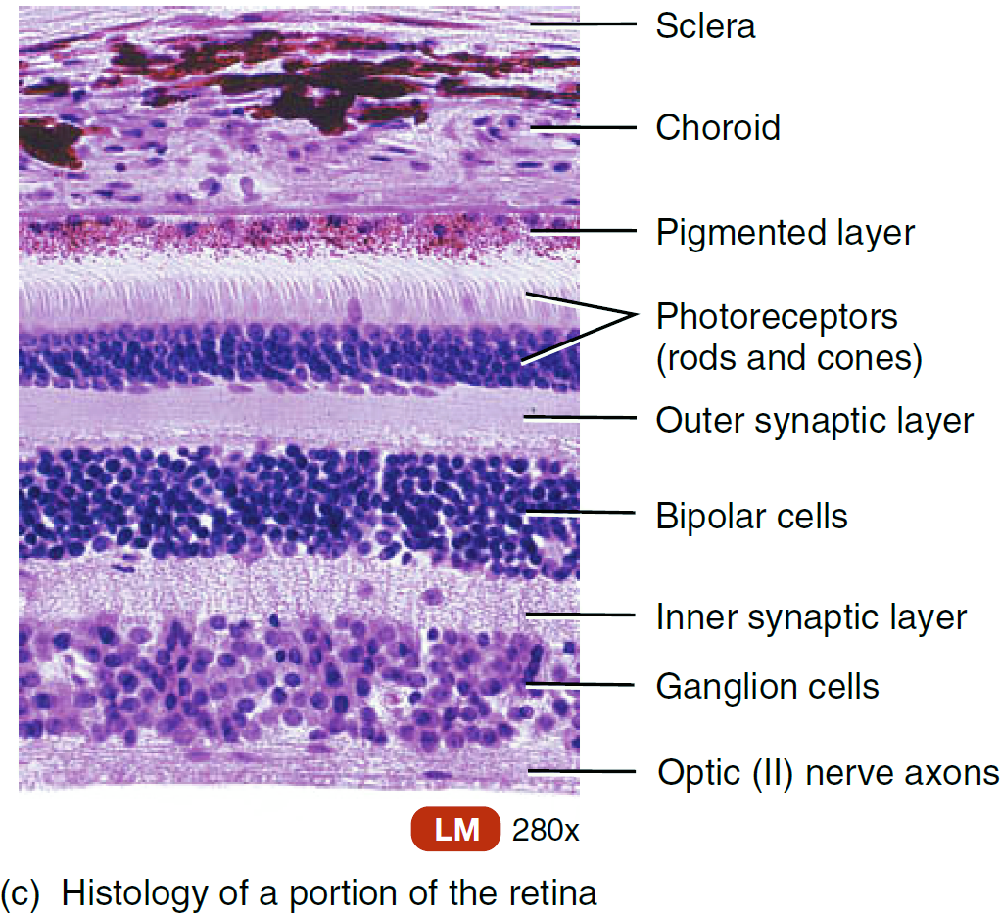 Sclera
Choroid
Pigmented layer
Photoreceptors
(rods and cones)
Outer synaptic layer
Bipolar cells
Inner synaptic layer
Ganglion cells
Optic (II) nerve axons
LM 280x
(c) Histology of a portion of the retina